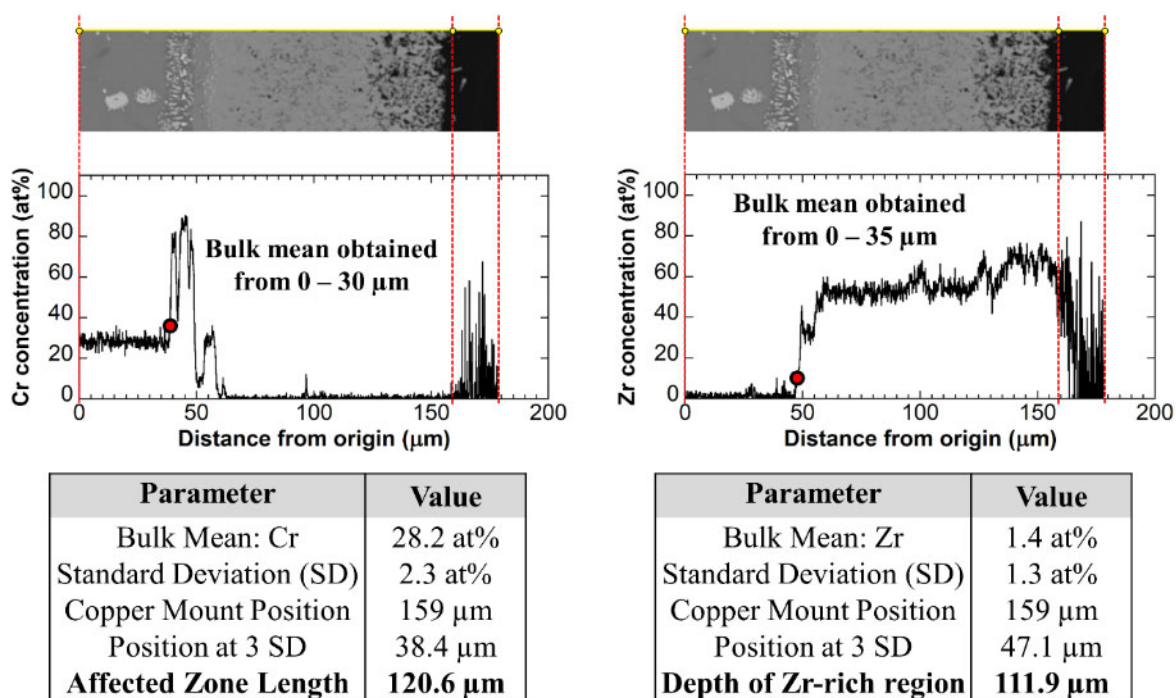 Cr concentration (at%)
100
80
60
40
20
0
Bulk mean obtained
from 0 – 30 μm
0
50
100
150
200
Distance from origin (μm)
Zr concentration (at%)
100
80
60
40
20
0
Bulk mean obtained
from 0 – 35 μm
0
50
100
150
200
Distance from origin (μm)
Parameter Value
Bulk Mean: Cr 28.2 at%
Standard Deviation (SD) 2.3 at%
Copper Mount Position 159 μm
Position at 3 SD 38.4 μm
Affected Zone Length 120.6 μm
Parameter Value
Bulk Mean: Zr 1.4 at%
Standard Deviation (SD) 1.3 at%
Copper Mount Position 159 μm
Position at 3 SD 47.1 μm
Depth of Zr-rich region 111.9 μm